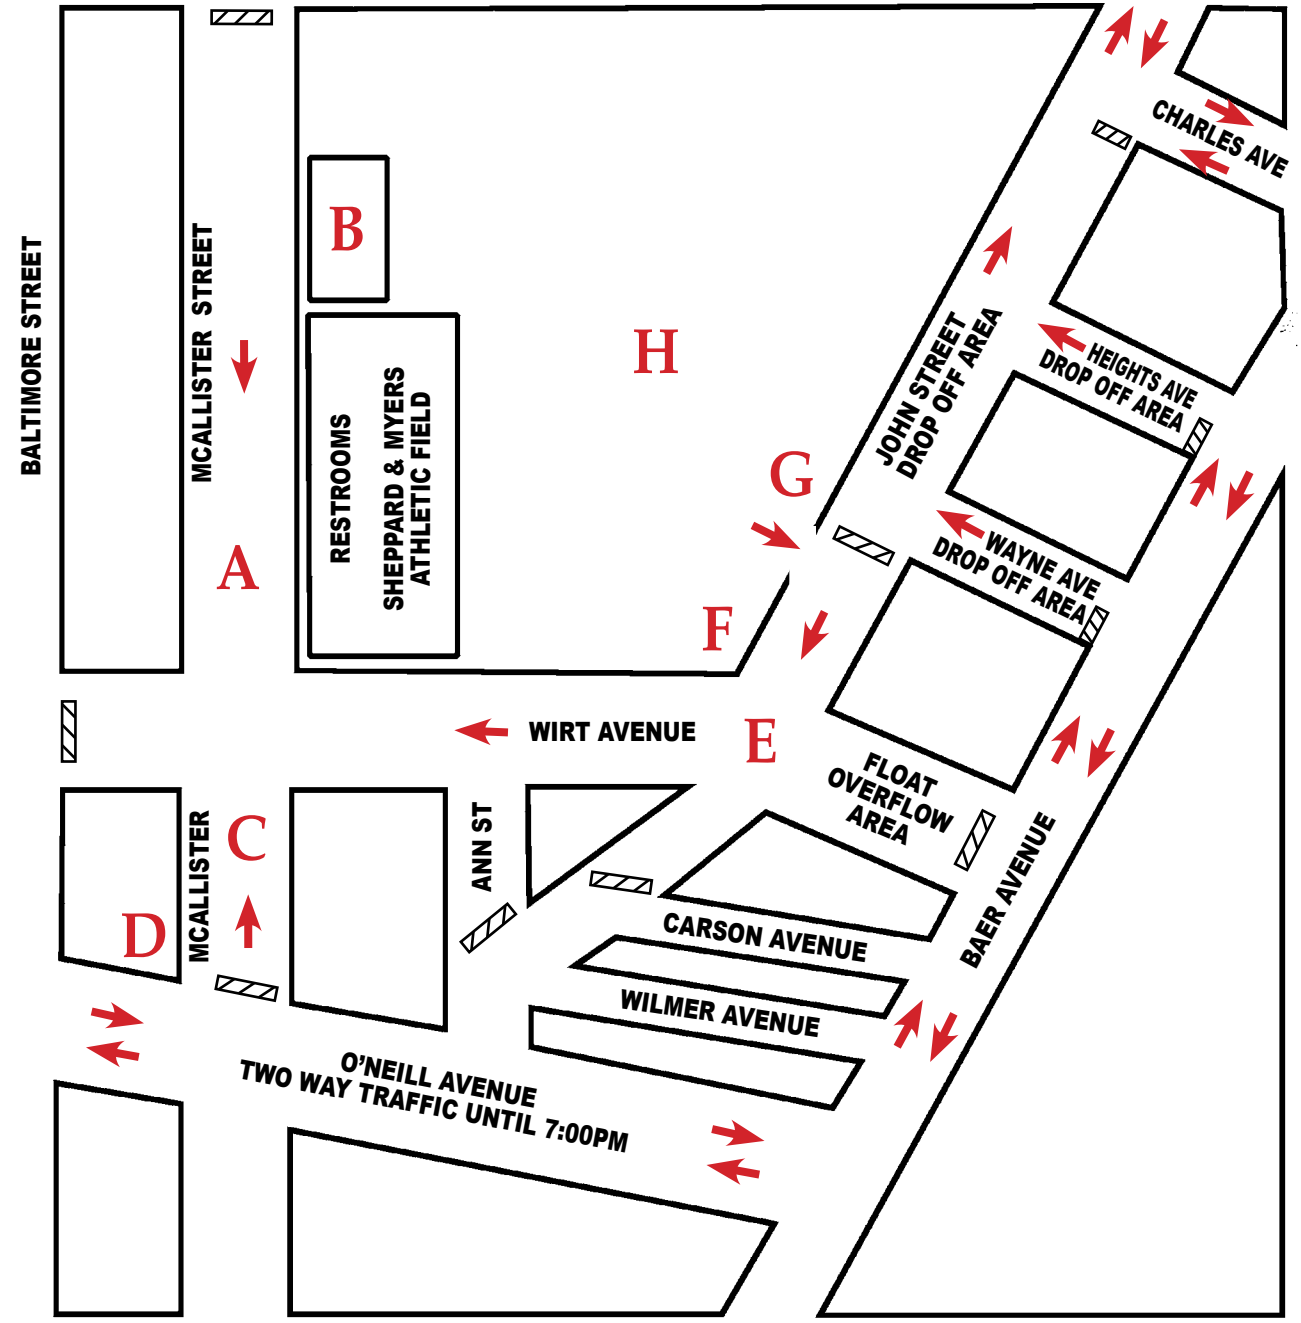 CHARLES AVE
BALTIMORE STREET
MCALLISTER STREET
B
RESTROOMS
SHEPPARD & MYERS
ATHLETIC FIELD
H
JOHN STREET
DROP OFF AREA
HEIGHTS AVE
DROP OFF AREA
G
A
WAYNE AVE
DROP OFF AREA
F
WIRT AVENUE
E
FLOAT
OVERFLOW
AREA
MCALLISTER
C
ANN ST
D
CARSON AVENUE
BAER AVENUE
WILMER AVENUE
O'NEILL AVENUE
TWO WAY TRAFFIC UNTIL 7:00PM